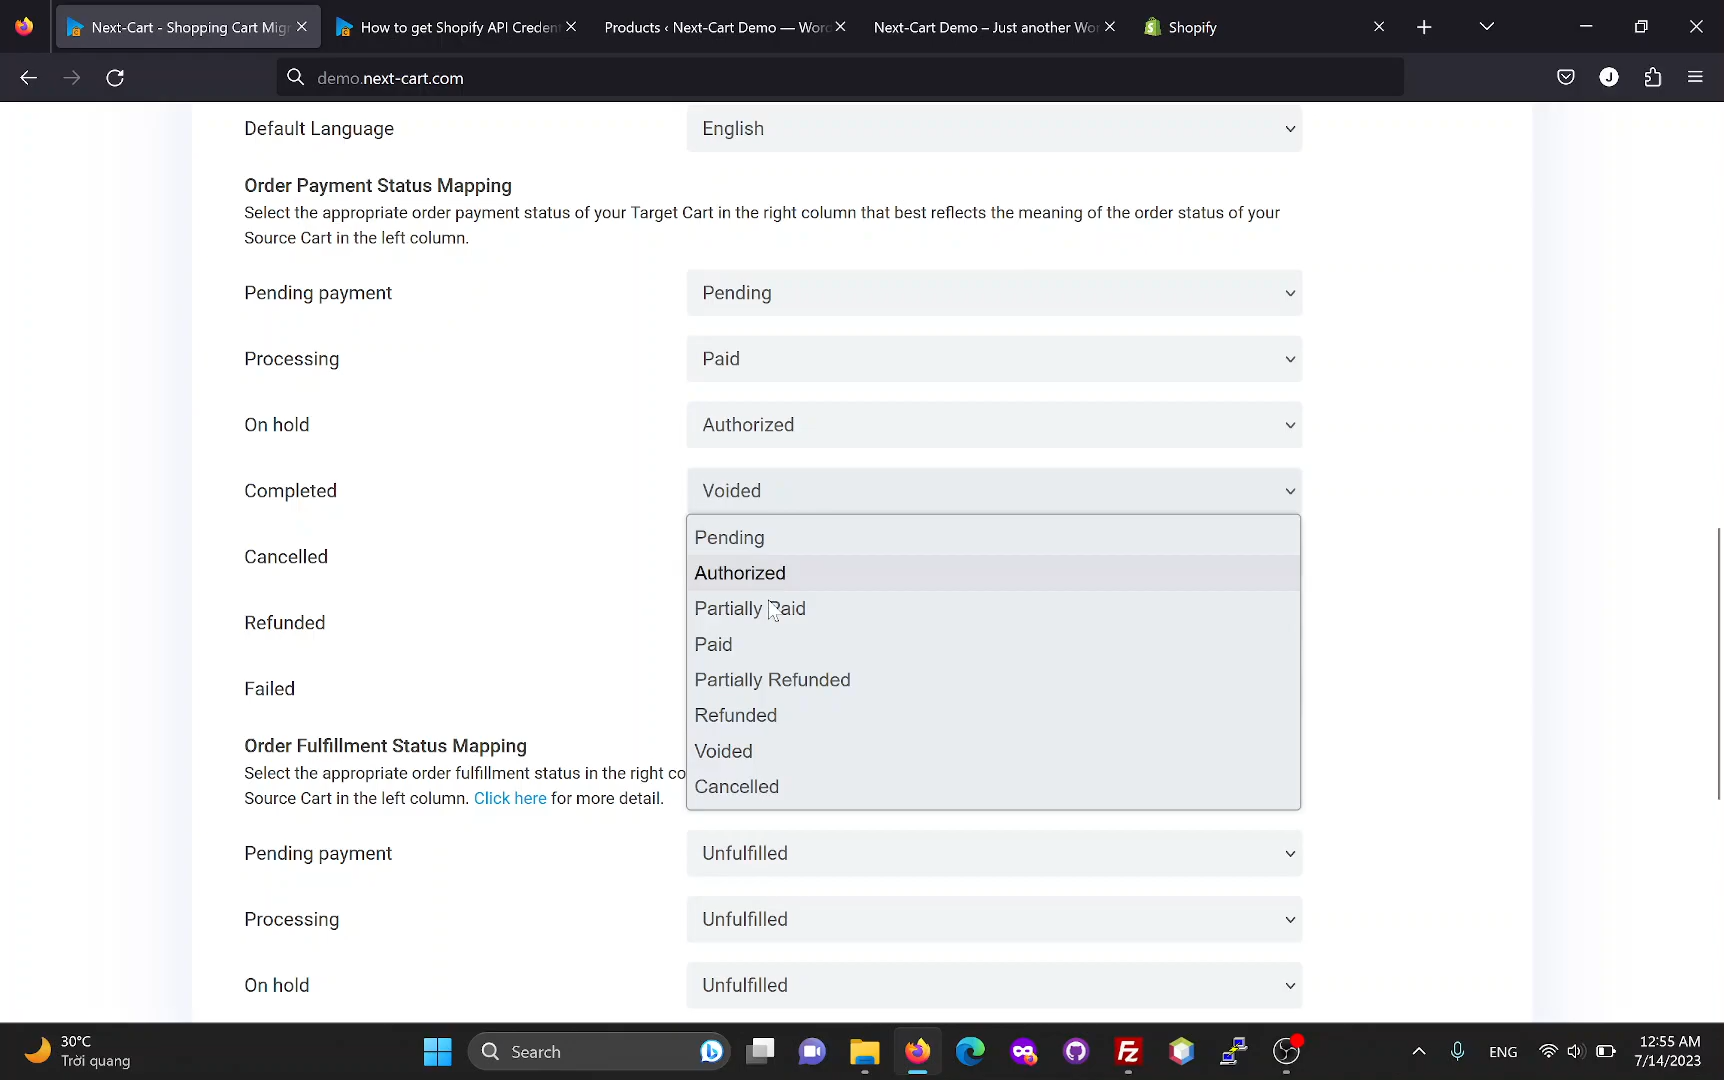 Next-Cart - Shopping Cart Migr
How to get Shopify API Creden
Products ‹ Next-Cart Demo — Wor
Next-Cart Demo – Just another Wor
Shopify
demo.next-cart.com
J
Default Language
English
Order Payment Status Mapping
Select the appropriate order payment status of your Target Cart in the right column that best reflects the meaning of the order status of your
Source Cart in the left column.
Pending payment
Pending
Processing
Paid
On hold
Authorized
Completed
Voided
Pending
Authorized
Partially Paid
Paid
Partially Refunded
Refunded
Voided
Cancelled
Cancelled
Refunded
Failed
Order Fulfillment Status Mapping
Select the appropriate order fulfillment status in the right co
Source Cart in the left column. Click here for more detail.
Pending payment
Unfulfilled
Processing
Unfulfilled
On hold
Unfulfilled
30°C
Trời quang
Search
ENG
12:55 AM
7/14/2023